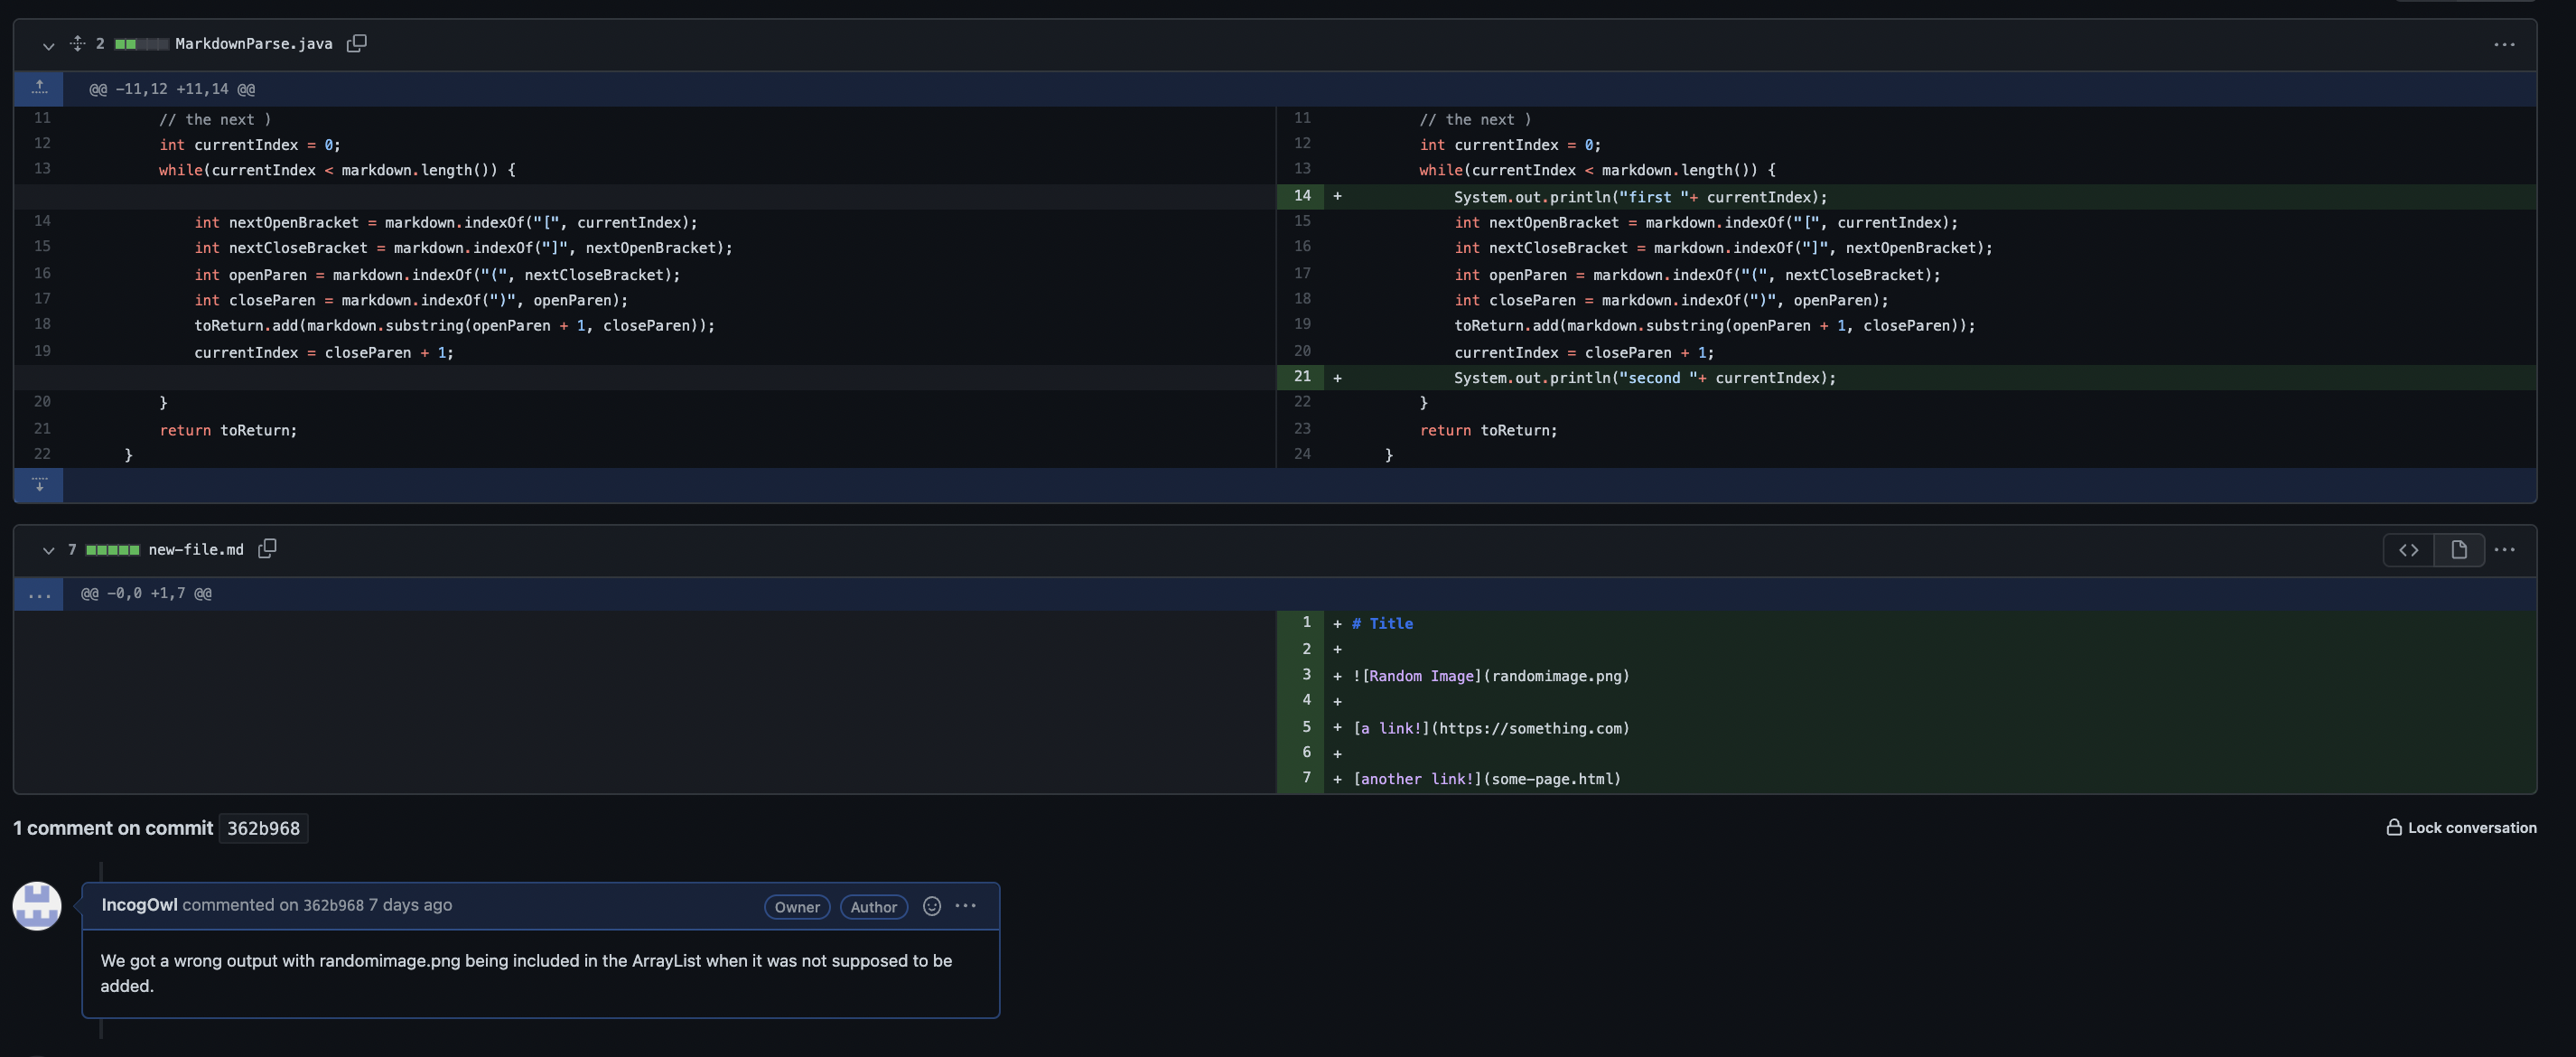 2 MarkdownParse.java
@@ -11,12 +11,14 @@
11 // the next )
12 int currentIndex = 0;
13 while(currentIndex < markdown.length()) {
14 int nextOpenBracket = markdown.indexOf("[", currentIndex);
15 int nextCloseBracket = markdown.indexOf("]", nextOpenBracket);
16 int openParen = markdown.indexOf("(", nextCloseBracket);
17 int closeParen = markdown.indexOf(")", openParen);
18 toReturn.add(markdown.substring(openParen + 1, closeParen));
19 currentIndex = closeParen + 1;
20 }
21 return toReturn;
22 }
11 // the next )
12 int currentIndex = 0;
13 while(currentIndex < markdown.length()) {
14 + System.out.println("first "+ currentIndex);
15 int nextOpenBracket = markdown.indexOf("[", currentIndex);
16 int nextCloseBracket = markdown.indexOf("]", nextOpenBracket);
17 int openParen = markdown.indexOf("(", nextCloseBracket);
18 int closeParen = markdown.indexOf(")", openParen);
19 toReturn.add(markdown.substring(openParen + 1, closeParen));
20 currentIndex = closeParen + 1;
21 + System.out.println("second "+ currentIndex);
22 }
23 return toReturn;
24 }
7 new-file.md
@@ -0,0 +1,7 @@
1 + # Title
2 +
3 + ![Random Image](randomimage.png)
4 +
5 + [a link!](https://something.com)
6 +
7 + [another link!](some-page.html)
1 comment on commit 362b968
Lock conversation
IncogOwl commented on 362b968 7 days ago
Owner Author
We got a wrong output with randomimage.png being included in the ArrayList when it was not supposed to be
added.